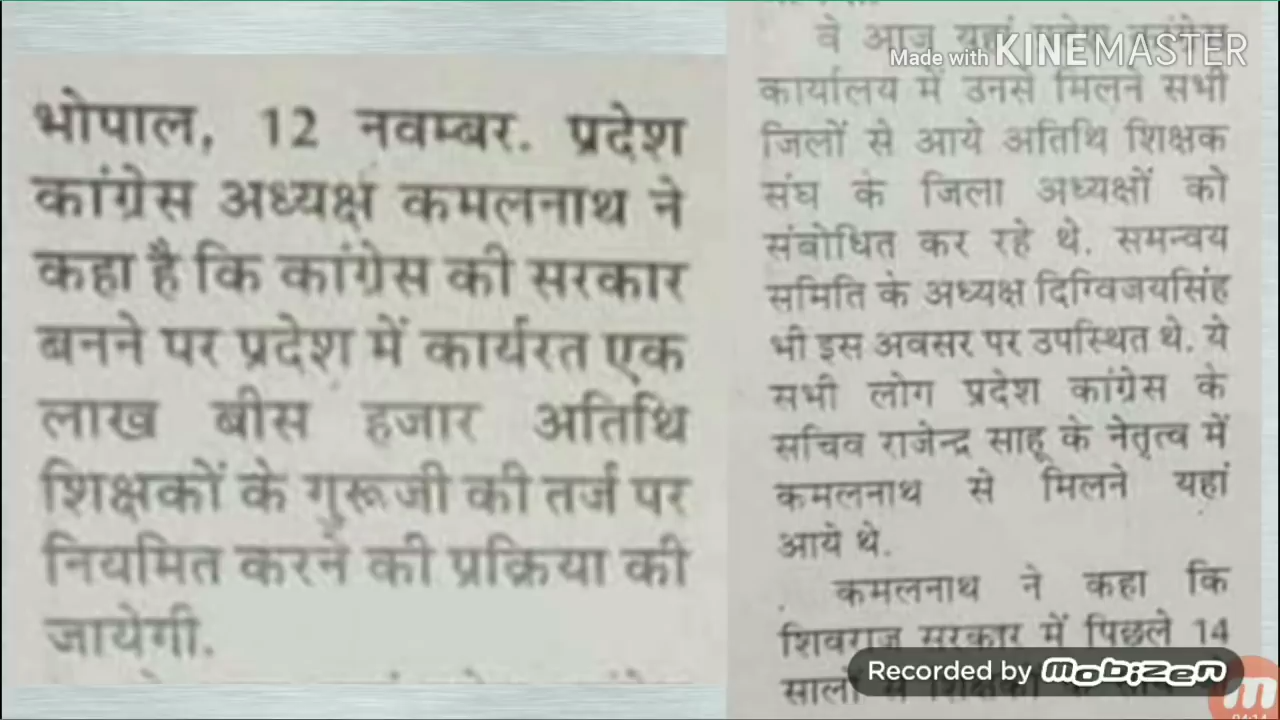 भोपाल, 12 नवम्बर. प्रदेश
कांग्रेस अध्यक्ष कमलनाथ ने
कहा है कि कांग्रेस की सरकार
बनने पर प्रदेश में कार्यरत एक
लाख बीस हजार अतिथि
शिक्षकों के गुरूजी की तर्ज पर
नियमित करने की प्रक्रिया की
जायेगी.
वे आज यहां प्रदेश कांग्रेस
Made with KINEMASTER
कार्यालय में उनसे मिलने सभी
जिलों से आये अतिथि शिक्षक
संघ के जिला अध्यक्षों को
संबोधित कर रहे थे. समन्वय
समिति के अध्यक्ष दिग्विजयसिंह
भी इस अवसर पर उपस्थित थे. ये
सभी लोग प्रदेश कांग्रेस के
सचिव राजेन्द्र साहू के नेतृत्व में
कमलनाथ से मिलने यहां
आये थे.
कमलनाथ ने कहा कि
शिवराज सरकार में पिछले 14
सालों
Recorded by MOBIZEN
04:14